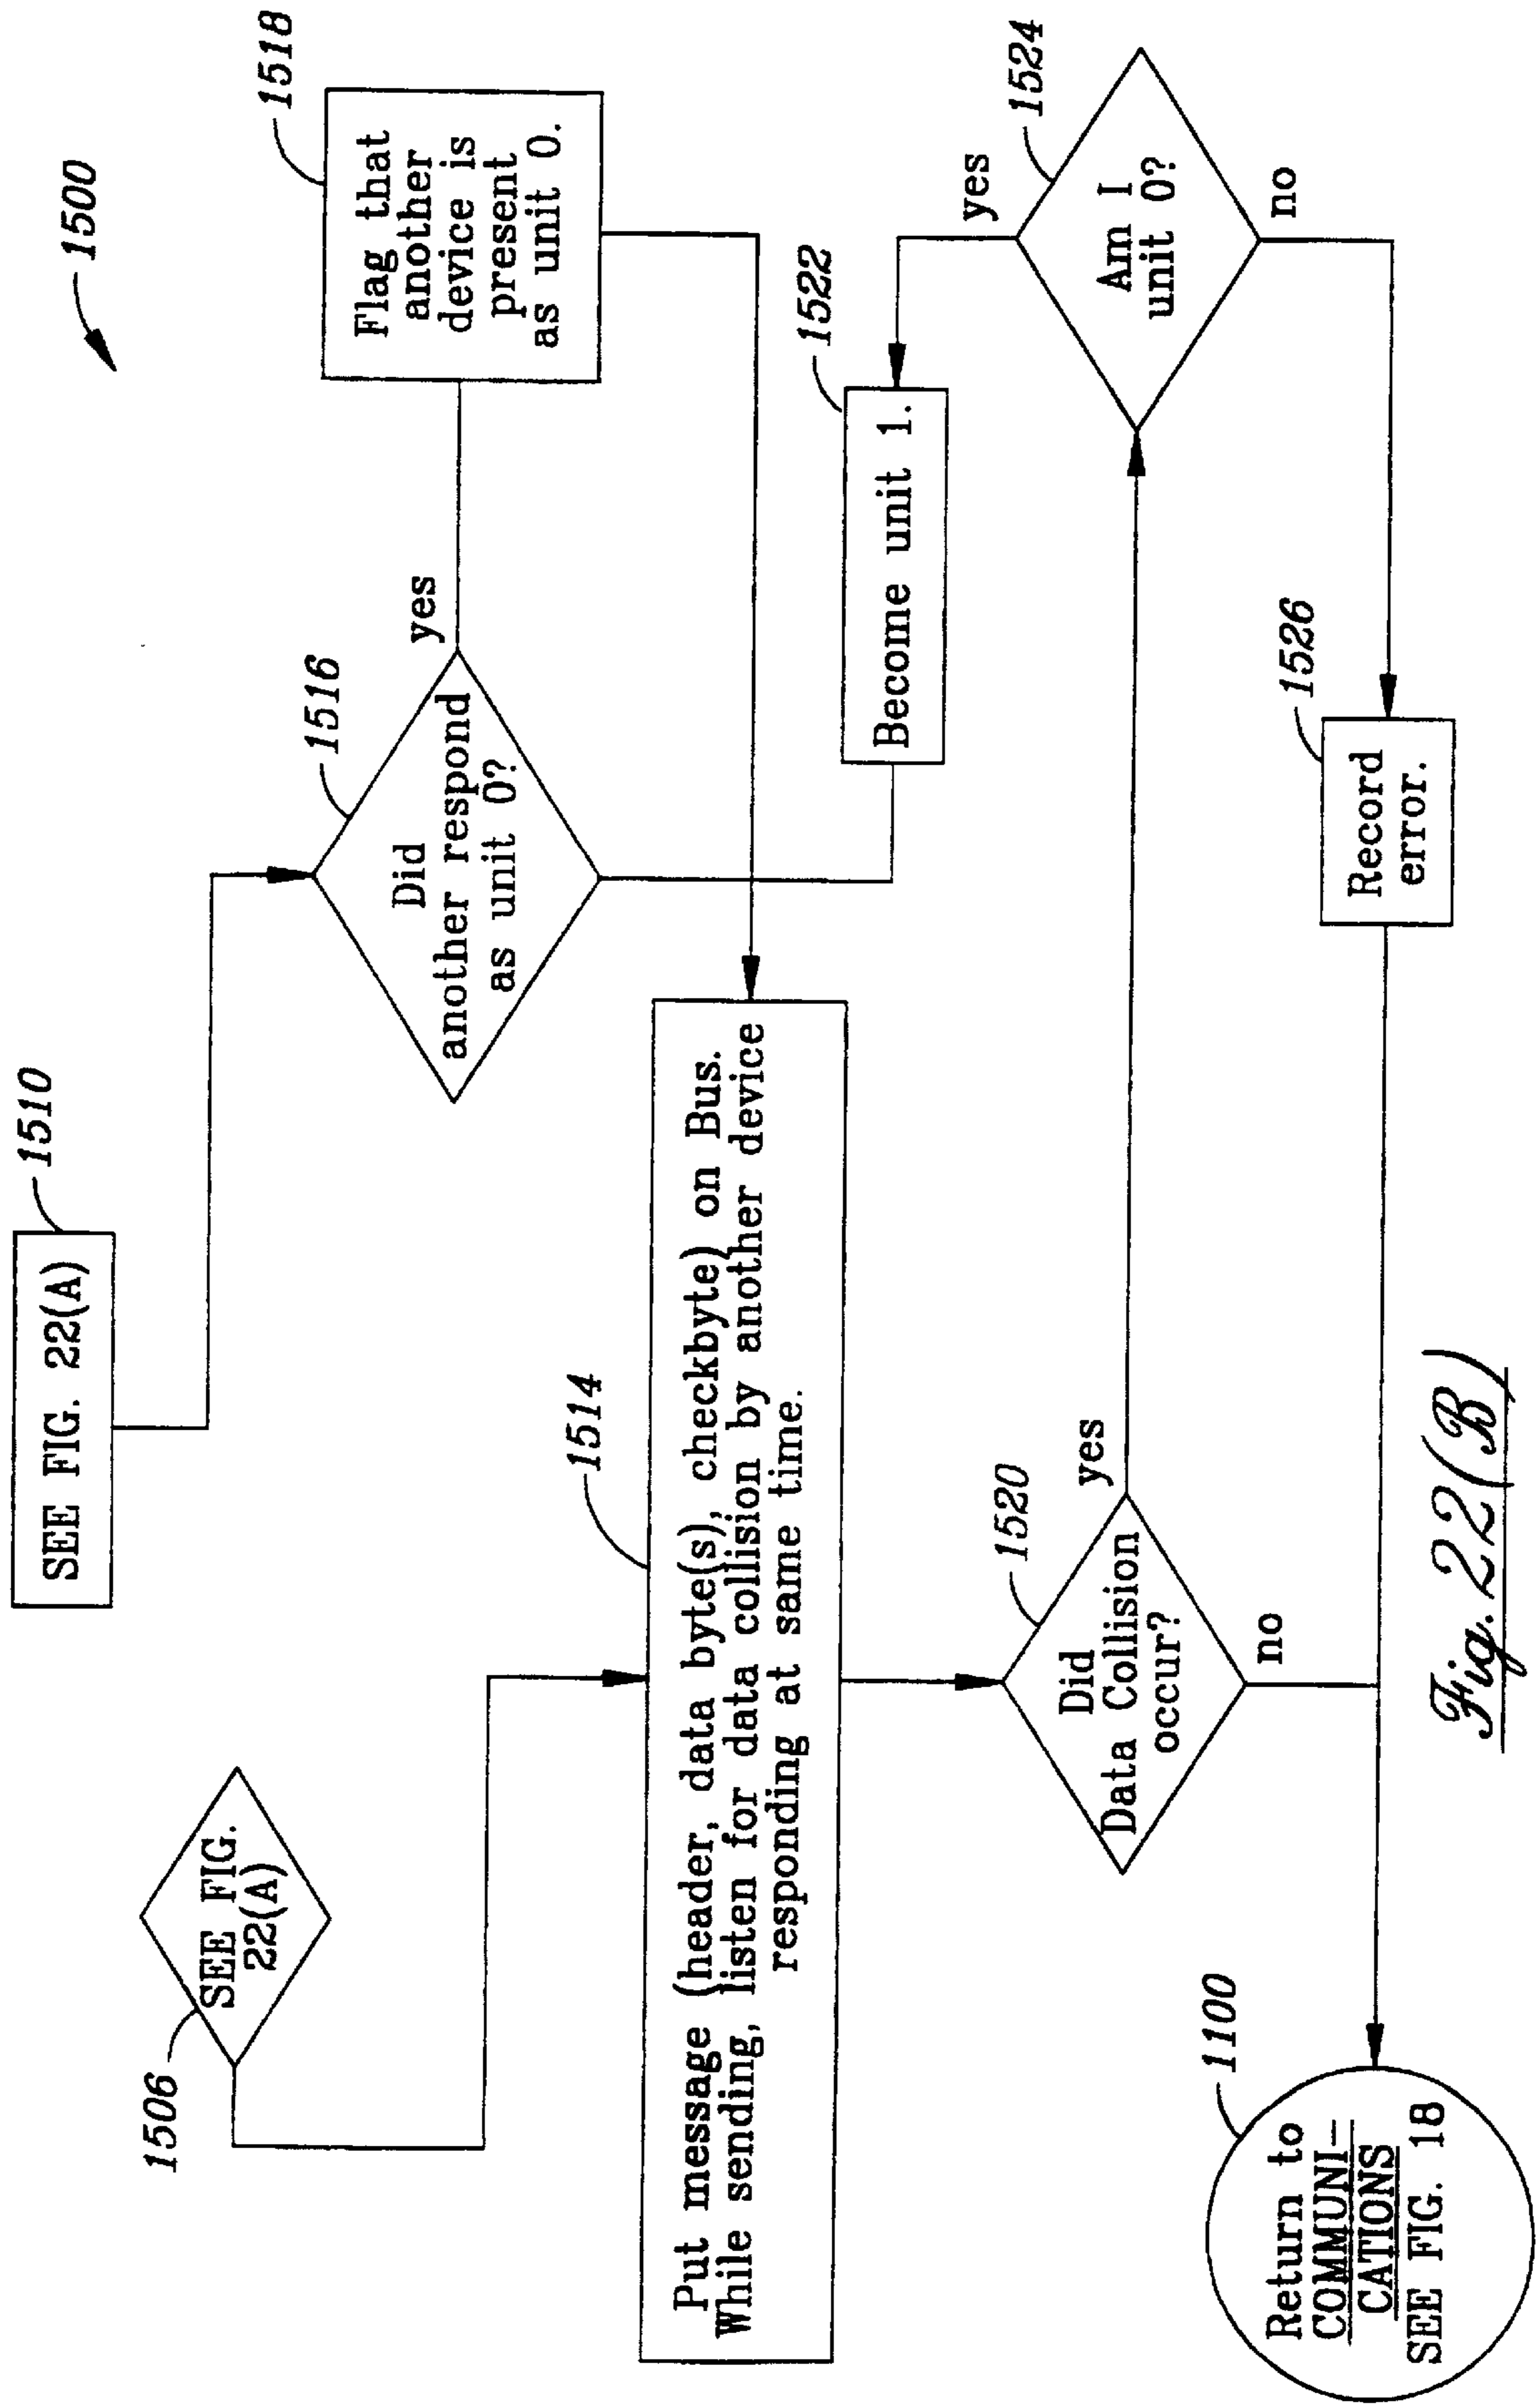 1500
SEE FIG. 22(A)
1510
SEE FIG.
22(A)
1506
Did
another respond
as unit 0?
1516
yes
Flag that
another
device is
present
as unit 0.
1518
Put message (header, data byte(s), checkbyte) on Bus.
While sending, listen for data collision by another device
responding at same time.
1514
Become unit 1.
1522
Did
Data Collision
occur?
1520
yes
no
Am I
unit 0?
1524
yes
no
Record
error.
1526
Return to
COMMUNI-
CATIONS
SEE FIG. 18
1100
Fig. 22(B)